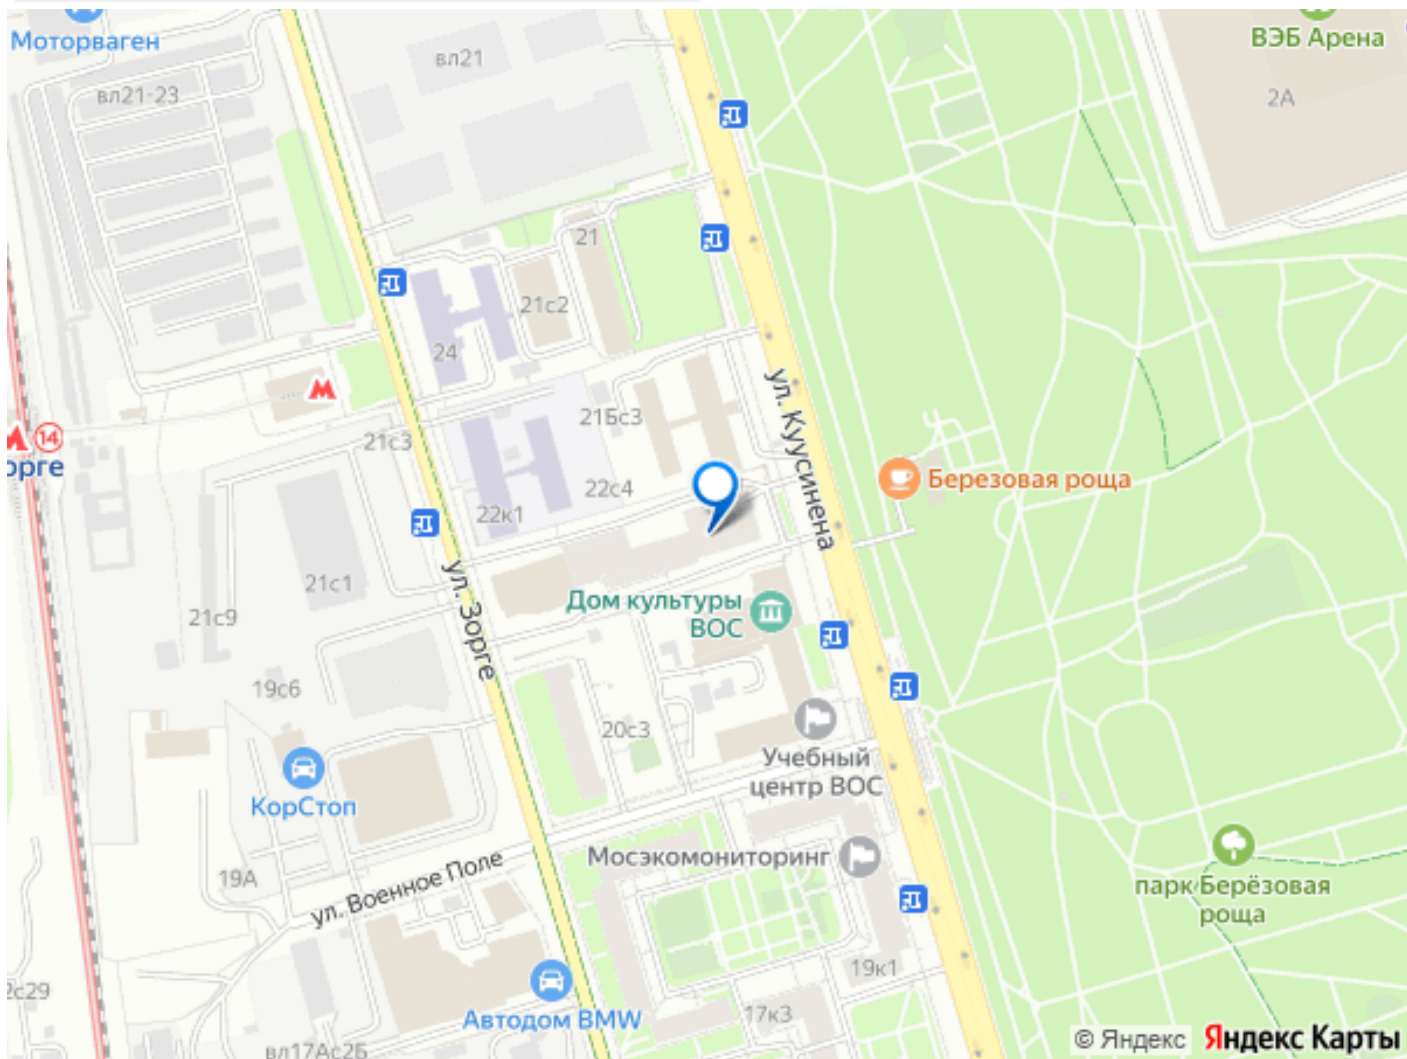 Моторваген
вл21
ВЭБ Арена
вл21-23
2А
21
21с2
24
ул. Куусинена
21Бс3
21с3
14
орге
Березовая роща
22с4
22к1
21с1
ул. Зорге
Дом культуры
ВОС
21с9
19с6
20с3
Учебный
центр ВОС
КорСтоп
Мосэкомониторинг
19А
ул. Военное Поле
парк Берёзовая
роща
19к1
2с29
17к3
Автодом BMW
вл17Ас2Б
© Яндекс Яндекс Карты